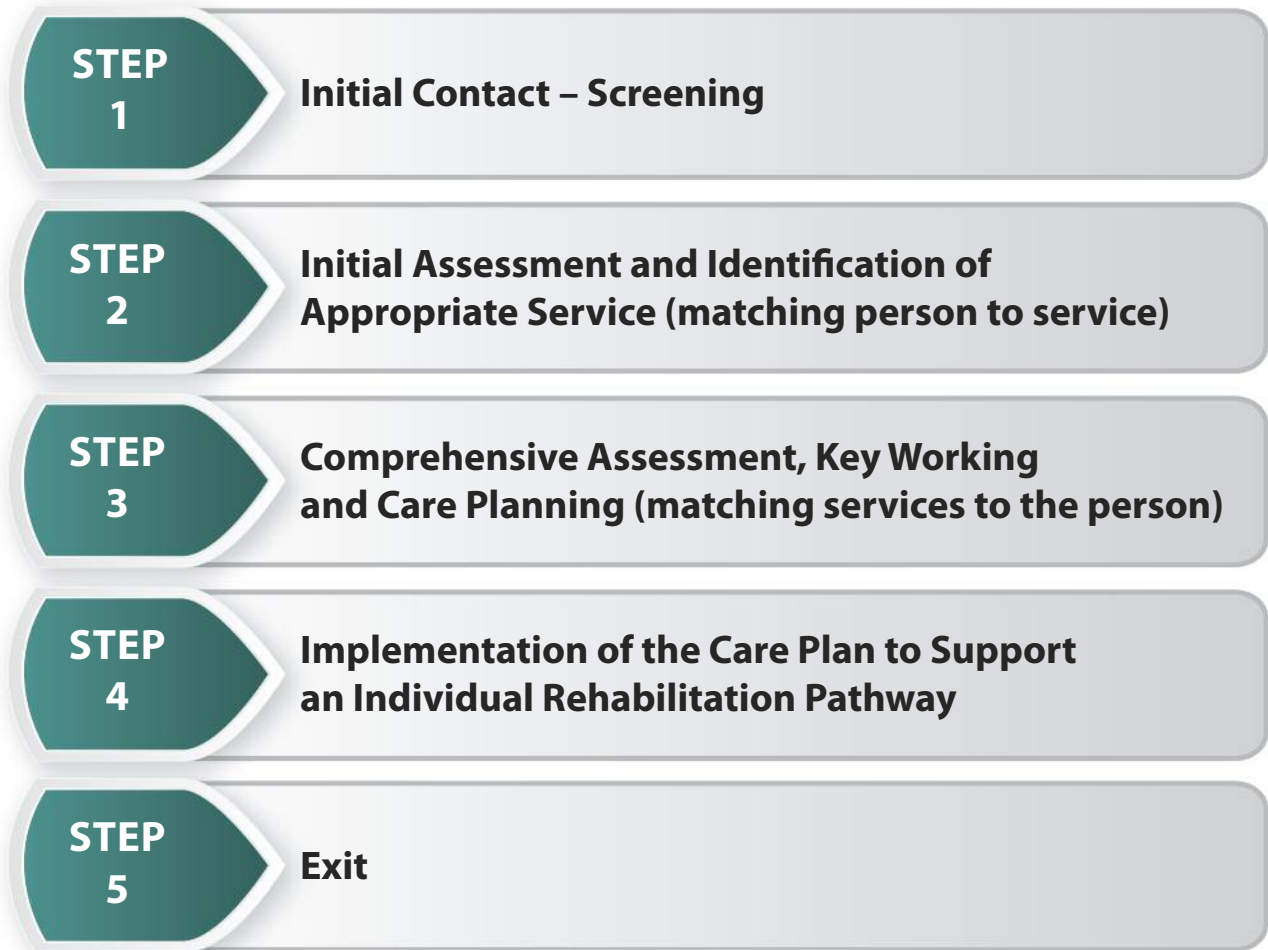 STEP
1
Initial Contact – Screening
STEP
2
Initial Assessment and Identification of
Appropriate Service (matching person to service)
STEP
3
Comprehensive Assessment, Key Working
and Care Planning (matching services to the person)
STEP
4
Implementation of the Care Plan to Support
an Individual Rehabilitation Pathway
STEP
5
Exit